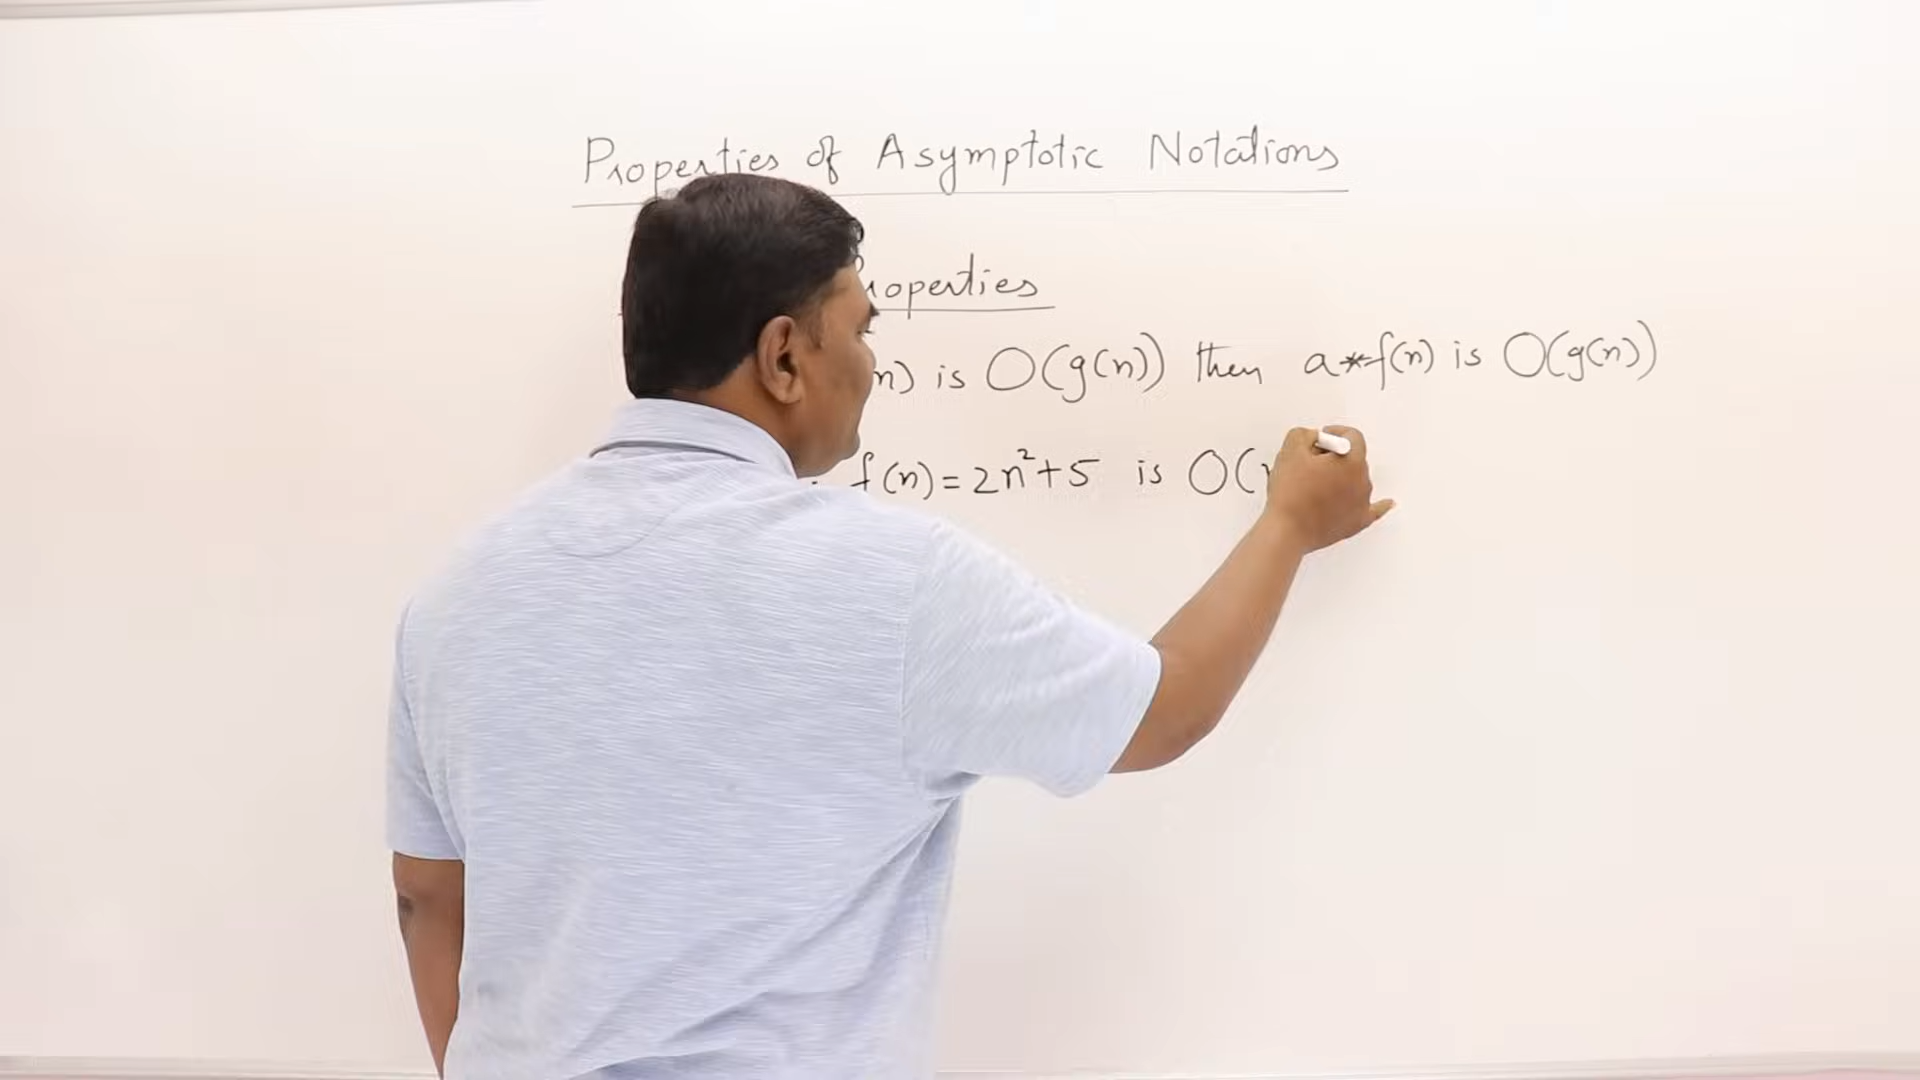 Properties of Asymptotic Notations
roperties
n) is O(g(n)) then a*f(n) is O(g(n))
f(n)=2n²+5 is O(